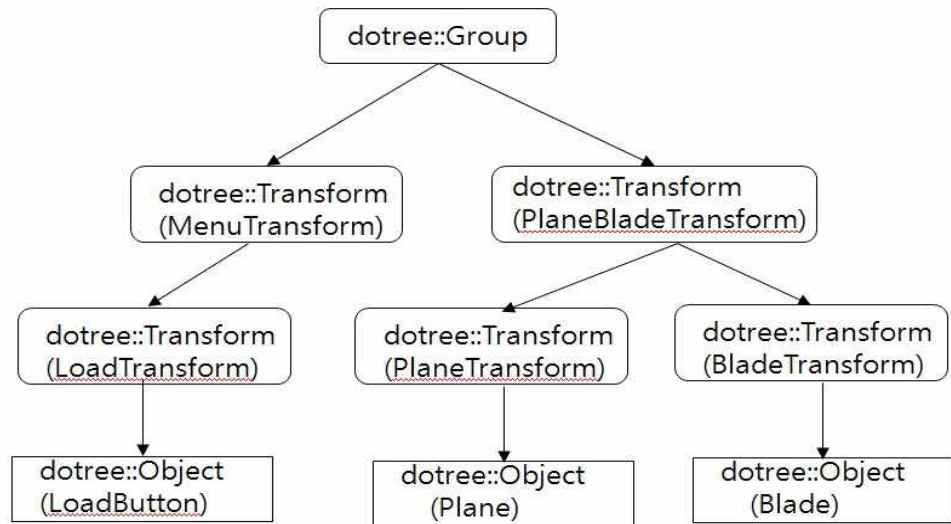 dotree::Group
dotree::Transform
(MenuTransform)
dotree::Transform
(PlaneBladeTransform)
dotree::Transform
(LoadTransform)
dotree::Transform
(PlaneTransform)
dotree::Transform
(BladeTransform)
dotree::Object
(LoadButton)
dotree::Object
(Plane)
dotree::Object
(Blade)